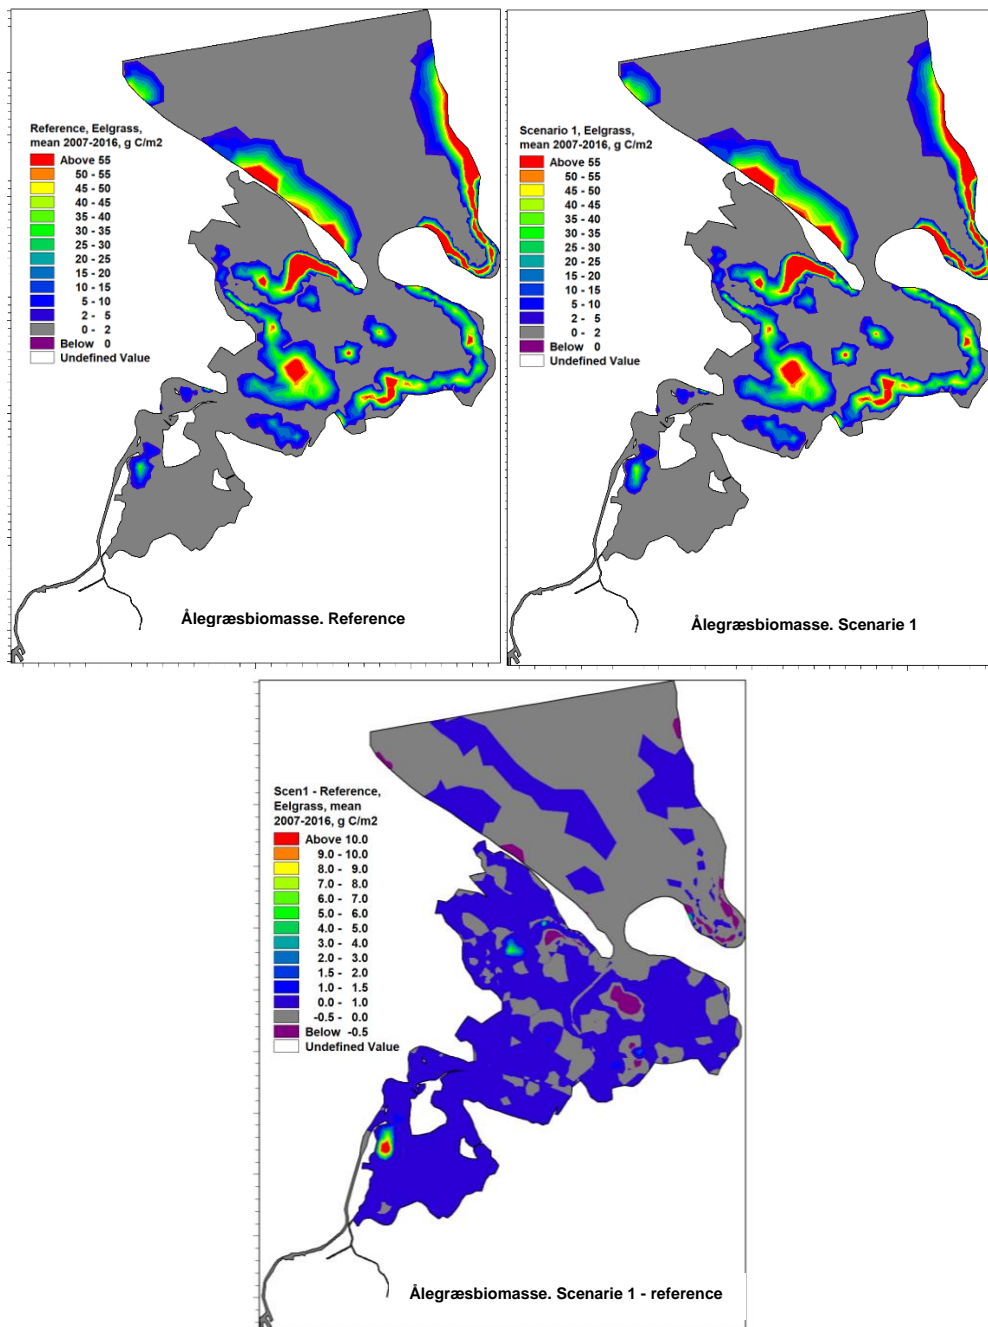 Reference, Eelgrass,
mean 2007-2016, g C/m2
Above 55
50 - 55
45 - 50
40 - 45
35 - 40
30 - 35
25 - 30
20 - 25
15 - 20
10 - 15
5 - 10
2 - 5
0 - 2
Below 0
Undefined Value
Ålegræsbiomasse. Reference
Scenario 1, Eelgrass,
mean 2007-2016, g C/m2
Above 55
50 - 55
45 - 50
40 - 45
35 - 40
30 - 35
25 - 30
20 - 25
15 - 20
10 - 15
5 - 10
2 - 5
0 - 2
Below 0
Undefined Value
Ålegræsbiomasse. Scenarie 1
Scen1 - Reference,
Eelgrass, mean
2007-2016, g C/m2
Above 10.0
9.0 - 10.0
8.0 - 9.0
7.0 - 8.0
6.0 - 7.0
5.0 - 6.0
4.0 - 5.0
3.0 - 4.0
2.0 - 3.0
1.5 - 2.0
1.0 - 1.5
0.0 - 1.0
-0.5 - 0.0
Below -0.5
Undefined Value
Ålegræsbiomasse. Scenarie 1 - reference